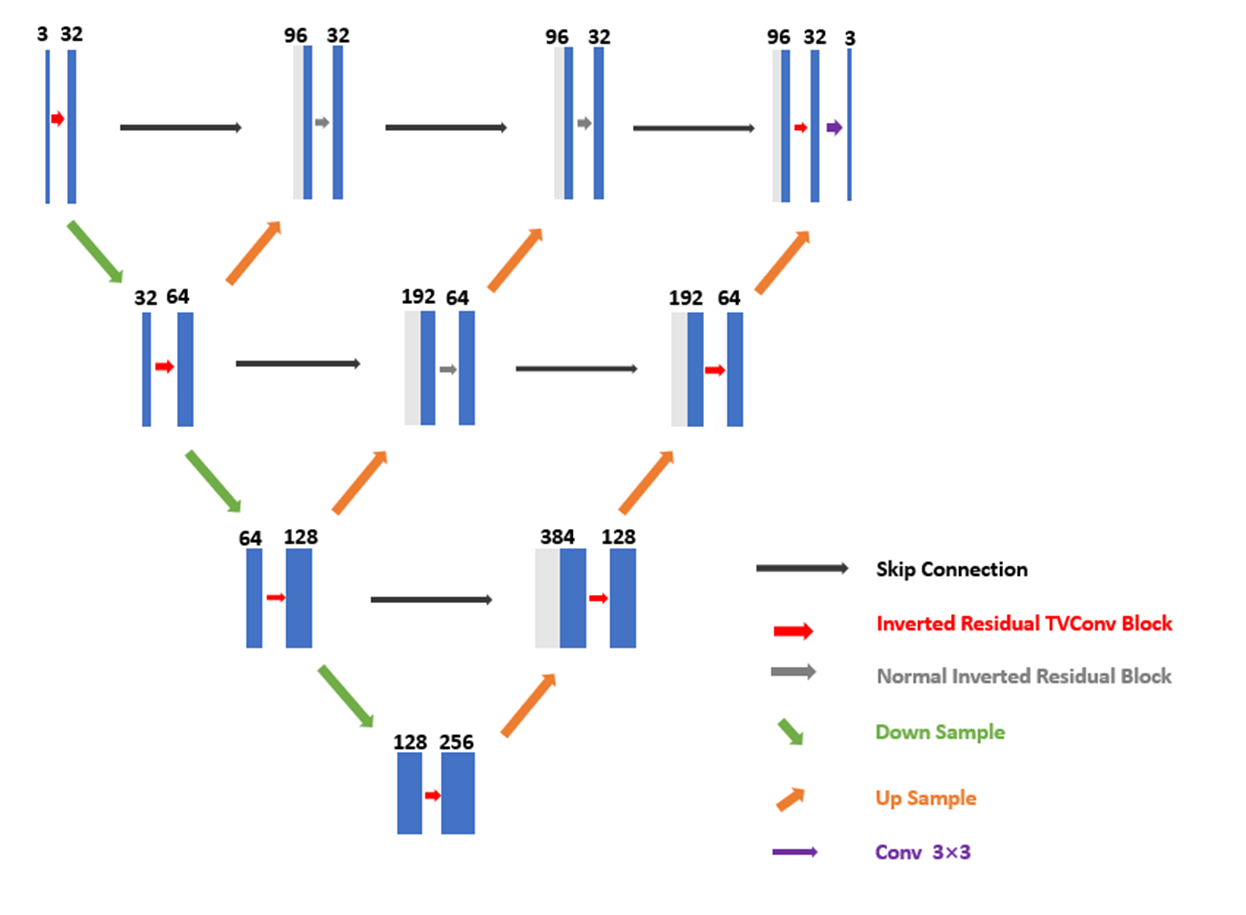 3 32
96 32
96 32
96 32 3
32 64
192 64
192 64
64 128
384 128
128 256
Skip Connection
Inverted Residual TVConv Block
Normal Inverted Residual Block
Down Sample
Up Sample
Conv 3×3